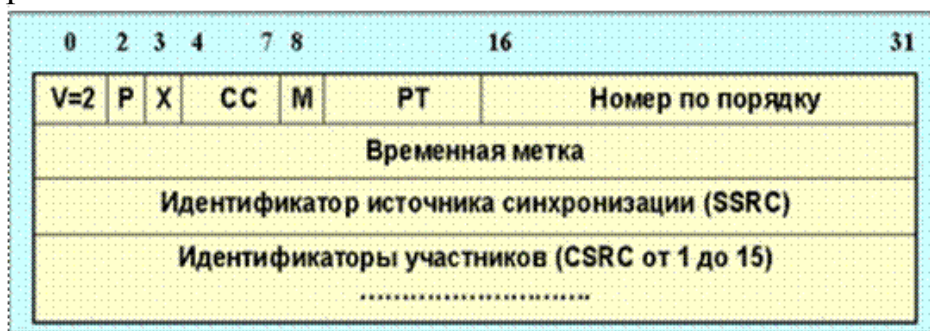 0 2 3 4 7 8 16 31
V=2 P X CC M PT Номер по порядку
Временная метка
Идентификатор источника синхронизации (SSRC)
Идентификаторы участников (CSRC от 1 до 15)
..............................